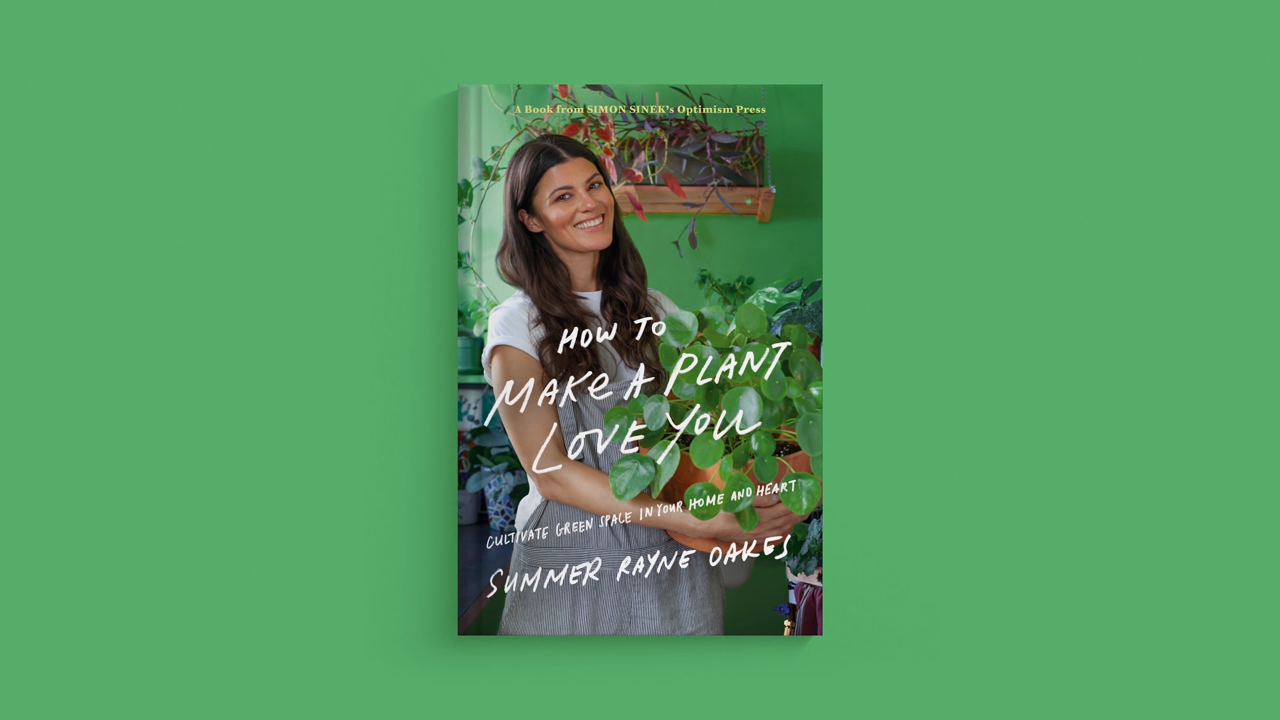 A Book from SIMON SINEK's Optimism Press
HOW TO
MAKE A PLANT
LOVE YOU
CULTIVATE GREEN SPACE IN YOUR HOME AND HEART
SUMMER RAYNE OAKES